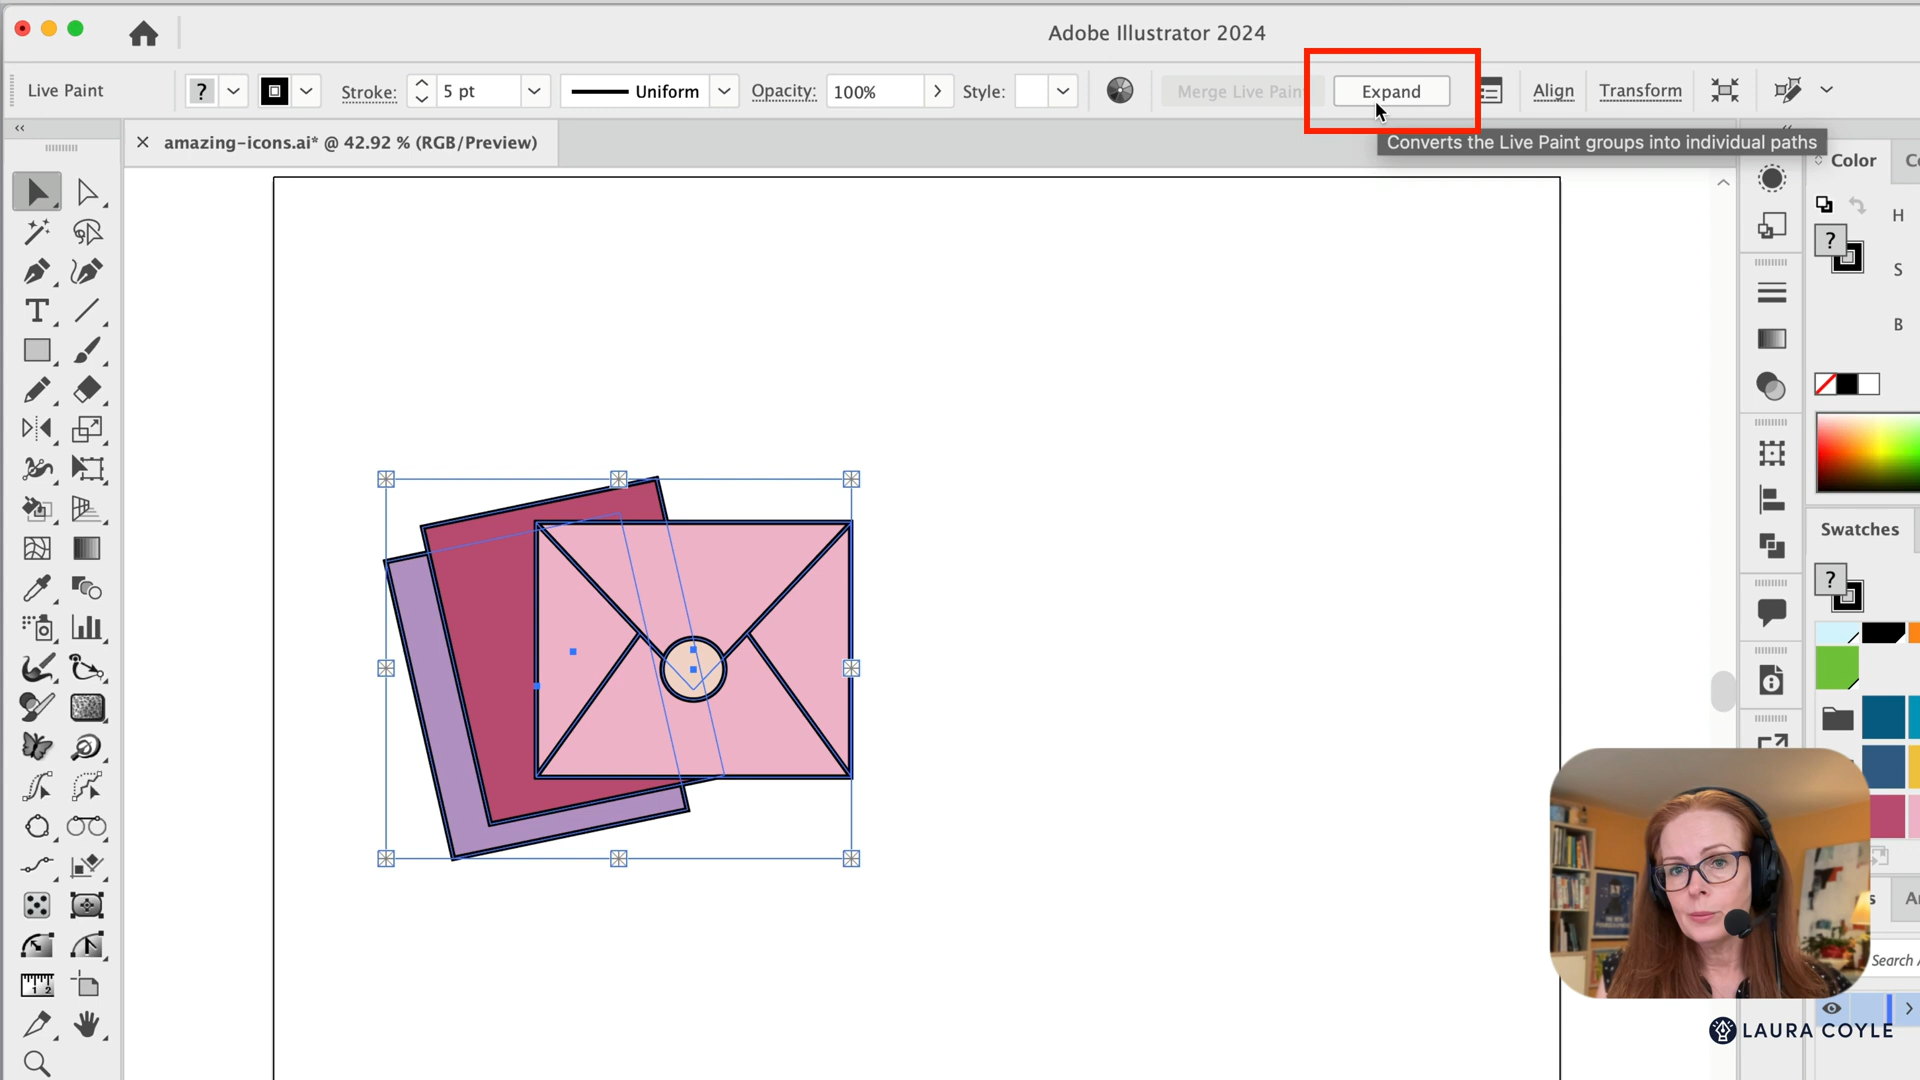 Adobe Illustrator 2024
Live Paint
?
Stroke:
5 pt
Uniform
Opacity:
100%
Style:
Merge Live Pain
Expand
Align
Transform
amazing-icons.ai* @ 42.92 % (RGB/Preview)
Converts the Live Paint groups into individual paths
Color
H
?
S
B
Swatches
?
Search
LAURA COYLE